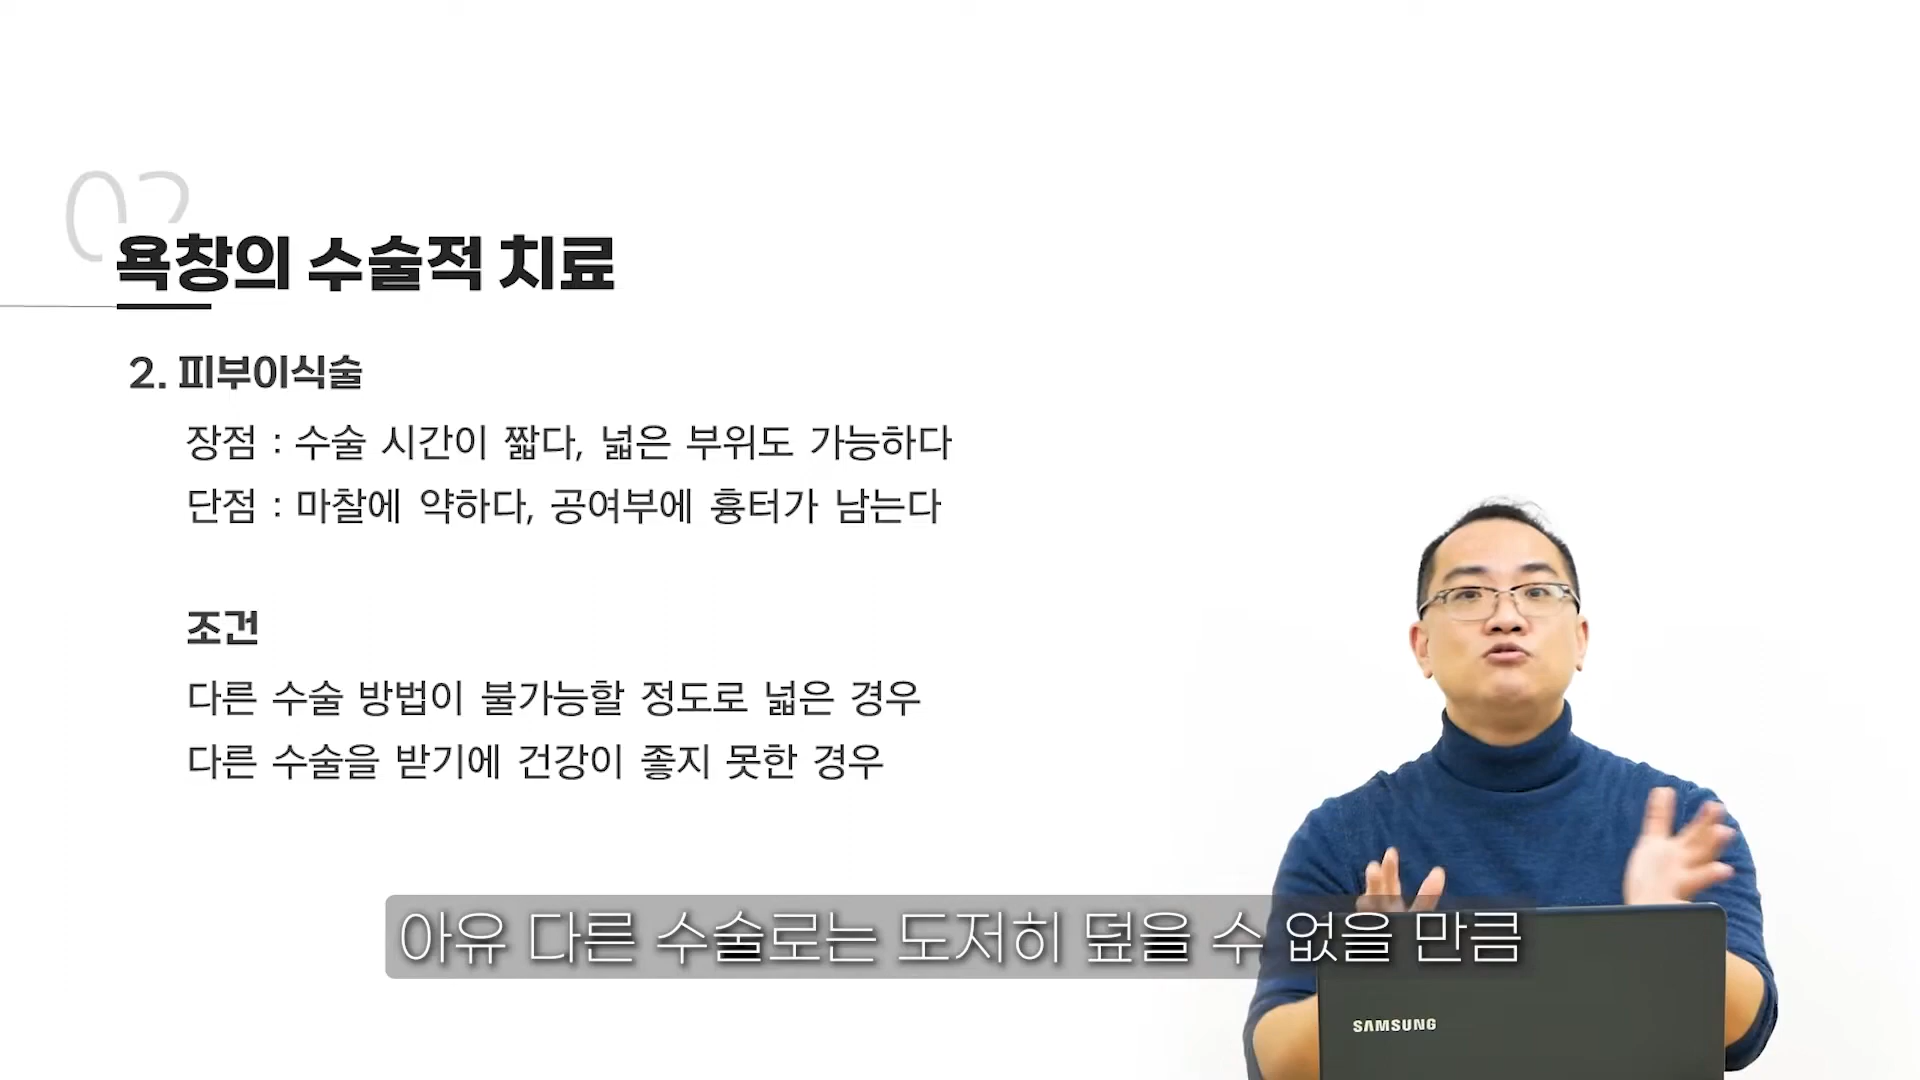 02
욕창의 수술적 치료
2. 피부이식술
장점 : 수술 시간이 짧다, 넓은 부위도 가능하다
단점 : 마찰에 약하다, 공여부에 흉터가 남는다
조건
다른 수술 방법이 불가능할 정도로 넓은 경우
다른 수술을 받기에 건강이 좋지 못한 경우
아유 다른 수술로는 도저히 덮을 수 없을 만큼
SAMSUNG